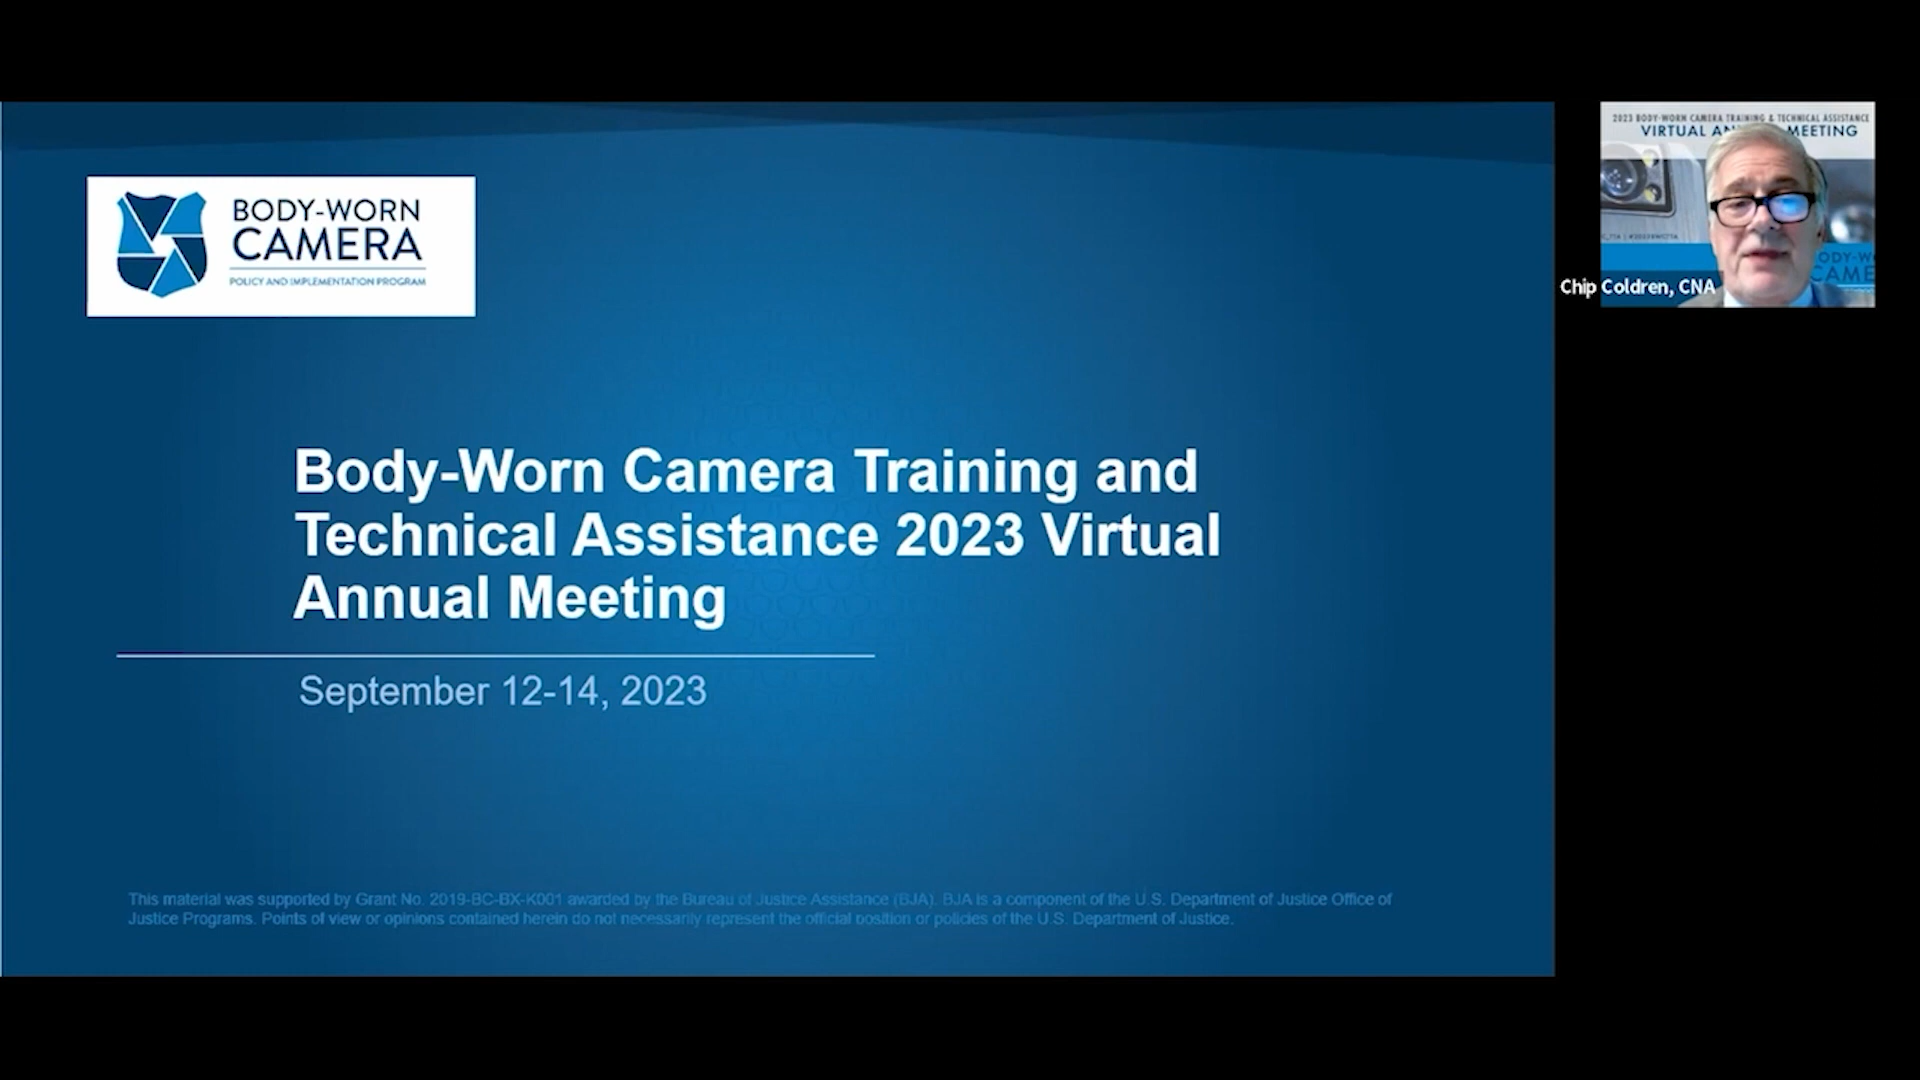 BODY-WORN
CAMERA
POLICY AND IMPLEMENTATION PROGRAM
Body-Worn Camera Training and
Technical Assistance 2023 Virtual
Annual Meeting
September 12-14, 2023
This material was supported by Grant No. 2019-BC-BX-K001 awarded by the Bureau of Justice Assistance (BJA). BJA is a component of the U.S. Department of Justice Office of
Justice Programs. Points of view or opinions contained herein do not necessarily represent the official position or policies of the U.S. Department of Justice.
2023 BODY-WORN CAMERA TRAINING & TECHNICAL ASSISTANCE
VIRTUAL AN MEETING
ODY-W
CAME
Chip Coldren, CNA